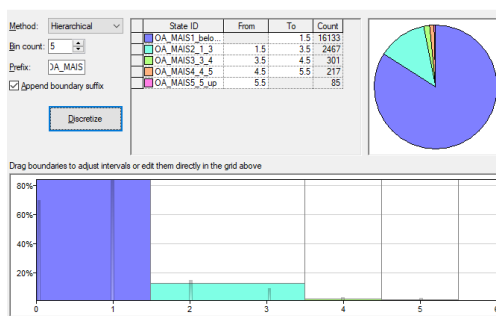 Method: Hierarchical
Bin count: 5
Prefix: OA_MAIS
Append boundary suffix
Discretize
State ID From To Count
OA_MAIS1_belo... 1.5 16133
OA_MAIS2_1_3 1.5 3.5 2467
OA_MAIS3_3_4 3.5 4.5 301
OA_MAIS4_4_5 4.5 5.5 217
OA_MAIS5_5_up 5.5 85
Drag boundaries to adjust intervals or edit them directly in the grid above
80%
60%
40%
20%
0 1 2 3 4 5 6